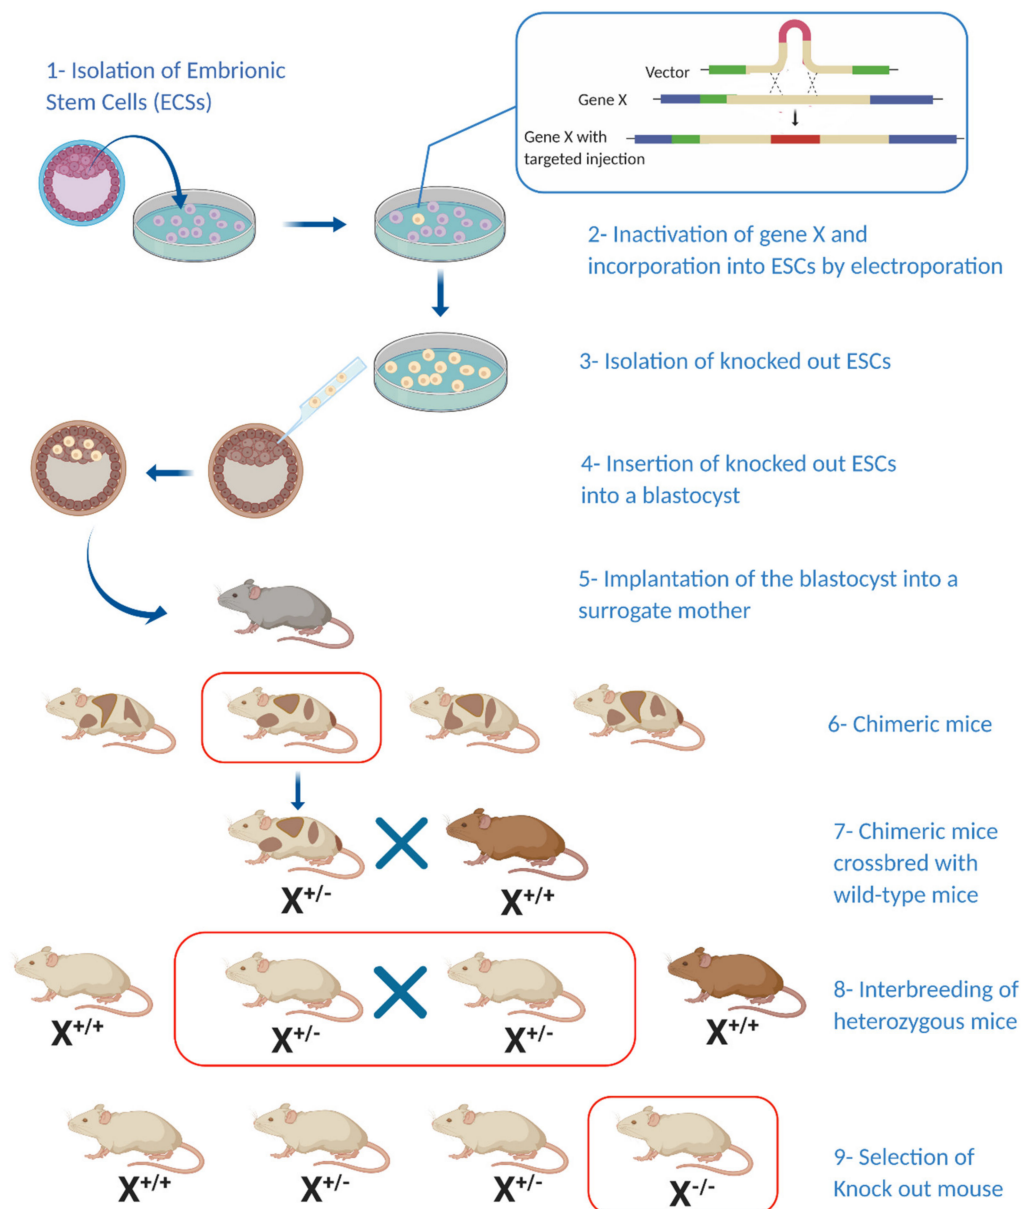 1- Isolation of Embrionic
Stem Cells (ECSs)
Vector
Gene X
Gene X with
targeted injection
2- Inactivation of gene X and
incorporation into ESCs by electroporation
3- Isolation of knocked out ESCs
4- Insertion of knocked out ESCs
into a blastocyst
5- Implantation of the blastocyst into a
surrogate mother
6- Chimeric mice
7- Chimeric mice
crossbred with
wild-type mice
X+/- X+/+
8- Interbreeding of
heterozygous mice
X+/+ X+/- X+/- X+/+
9- Selection of
Knock out mouse
X+/+ X+/- X+/- X-/-